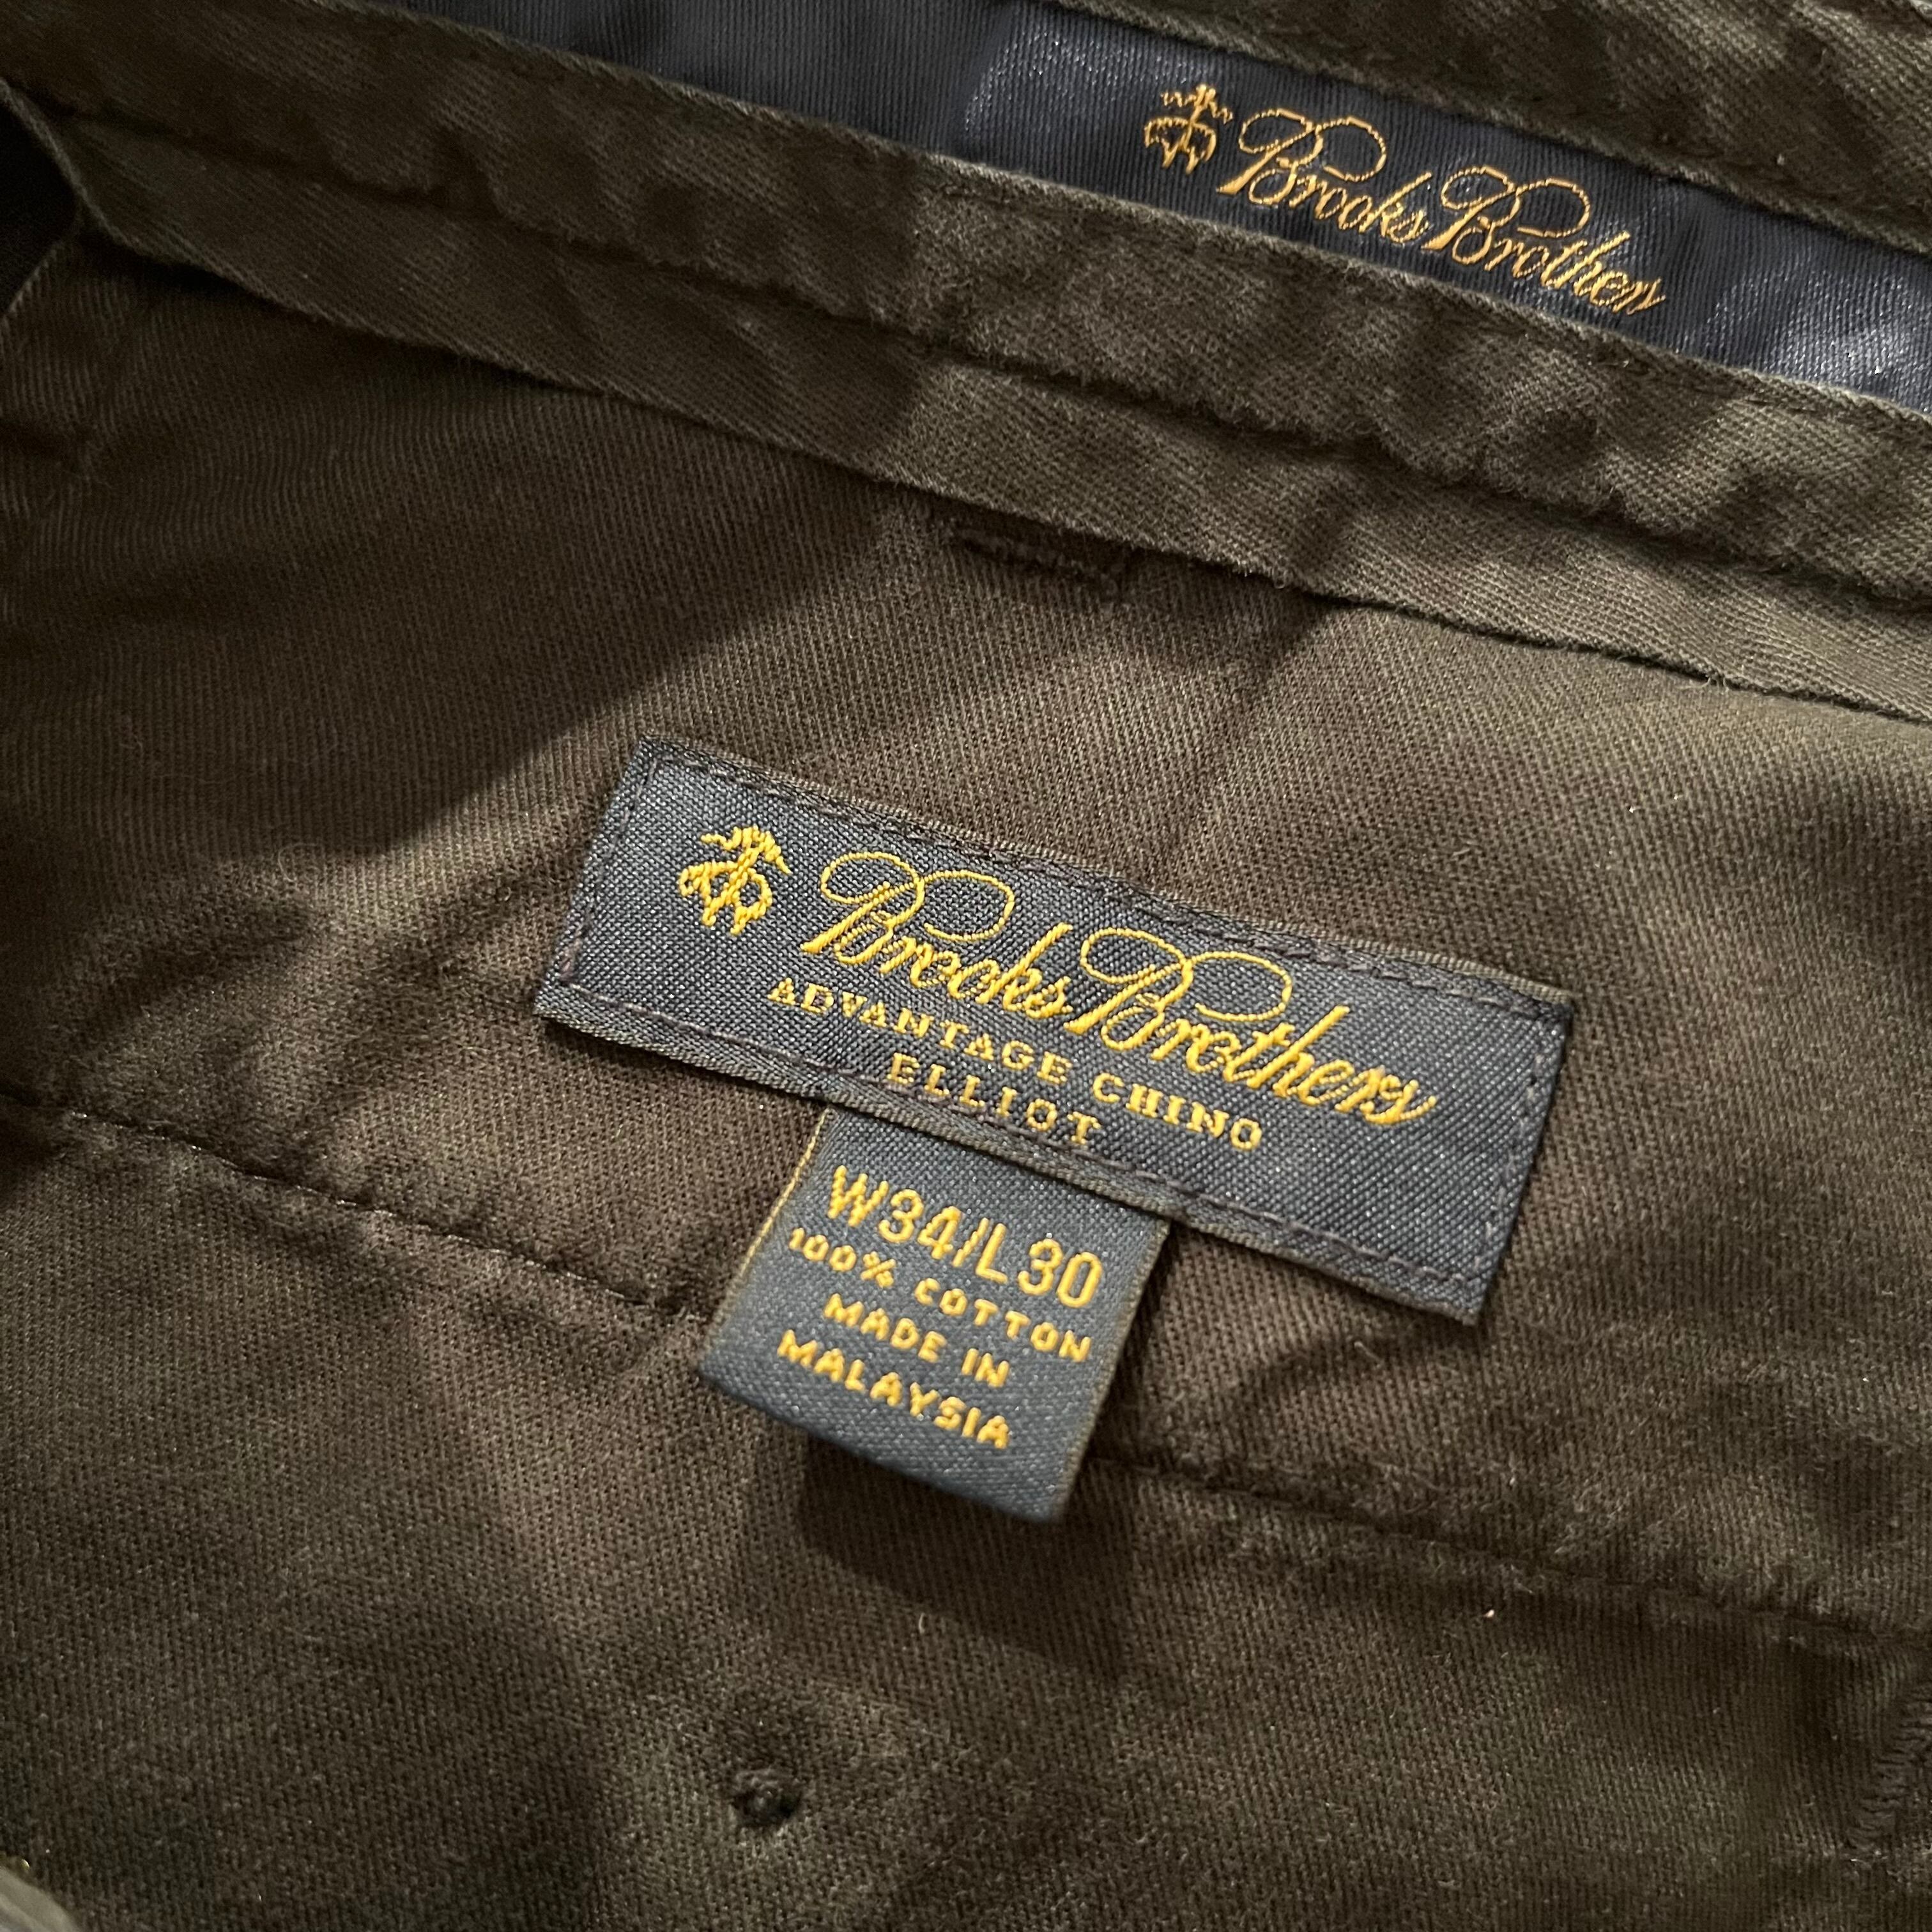 Brooks Brothers
Brooks Brothers
ADVANTAGE CHINO
ELLIOT
W34/L30
100% COTTON
MADE IN
MALAYSIA